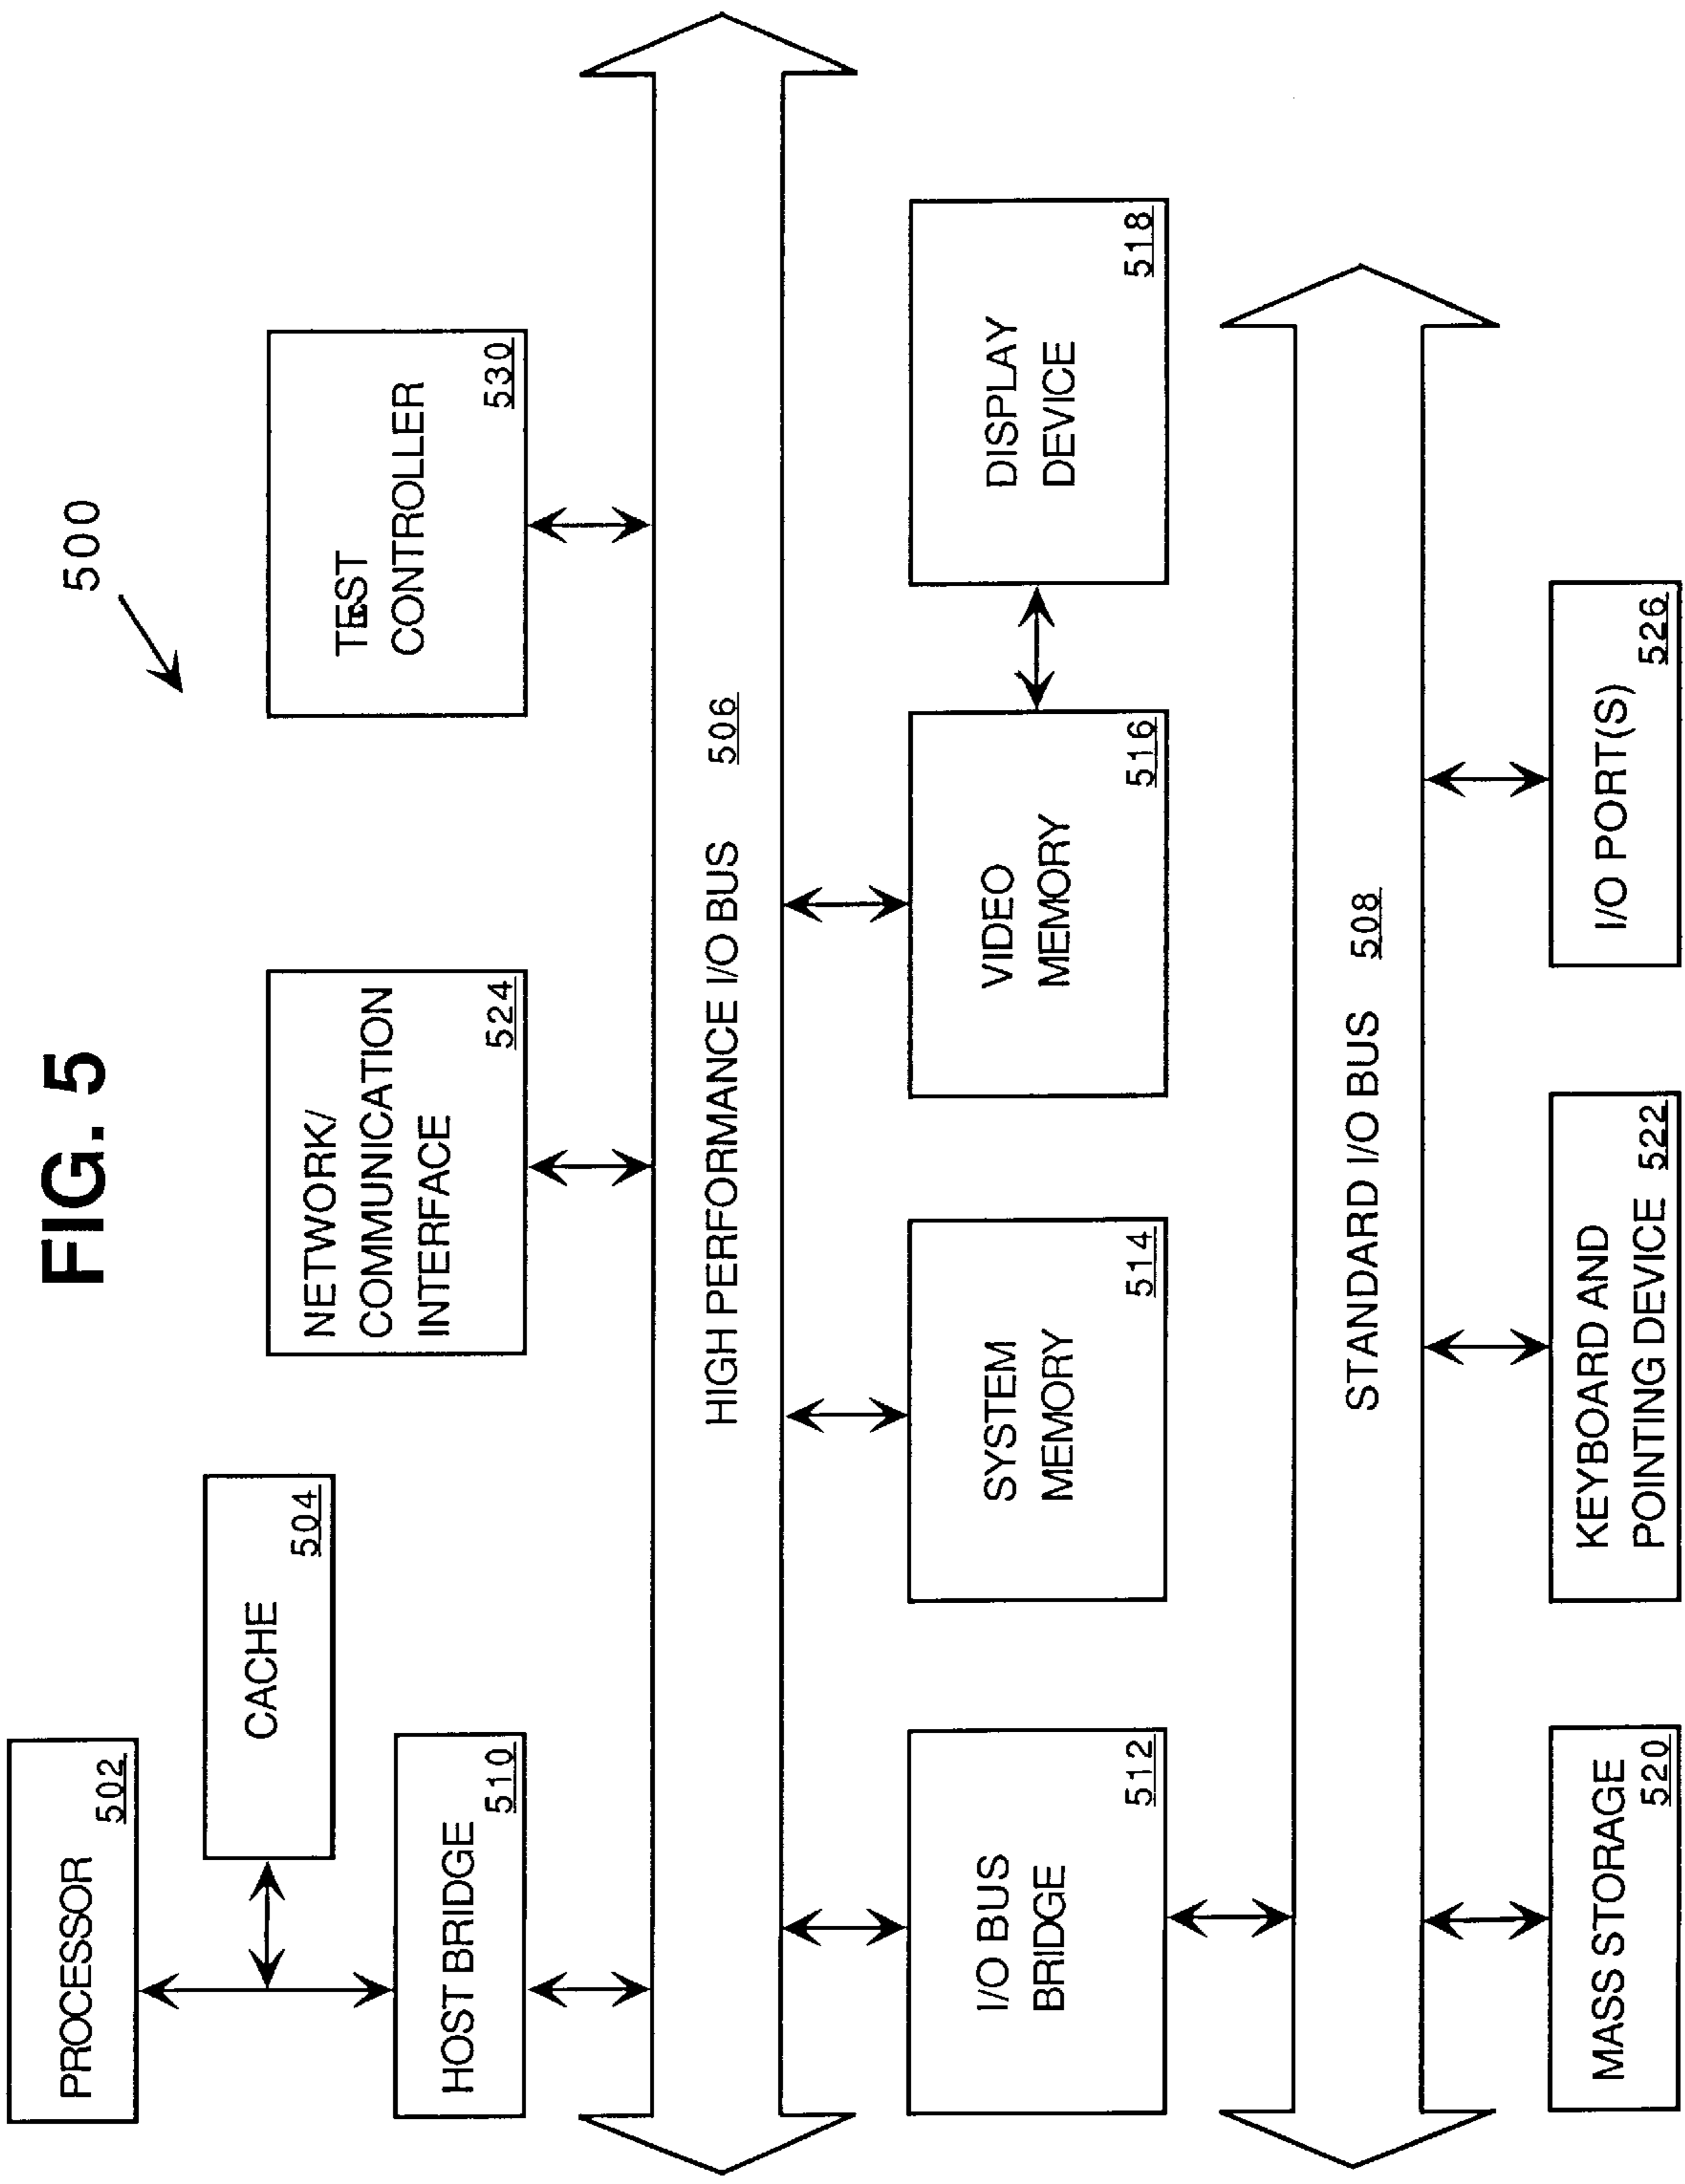 FIG. 5
500
PROCESSOR
502
CACHE
504
HOST BRIDGE
510
NETWORK/
COMMUNICATION
INTERFACE
524
TEST
CONTROLLER
530
HIGH PERFORMANCE I/O BUS 506
I/O BUS
BRIDGE
512
SYSTEM
MEMORY
514
VIDEO
MEMORY
516
DISPLAY
DEVICE
518
STANDARD I/O BUS 508
MASS STORAGE
520
KEYBOARD AND
POINTING DEVICE 522
I/O PORT(S)
526